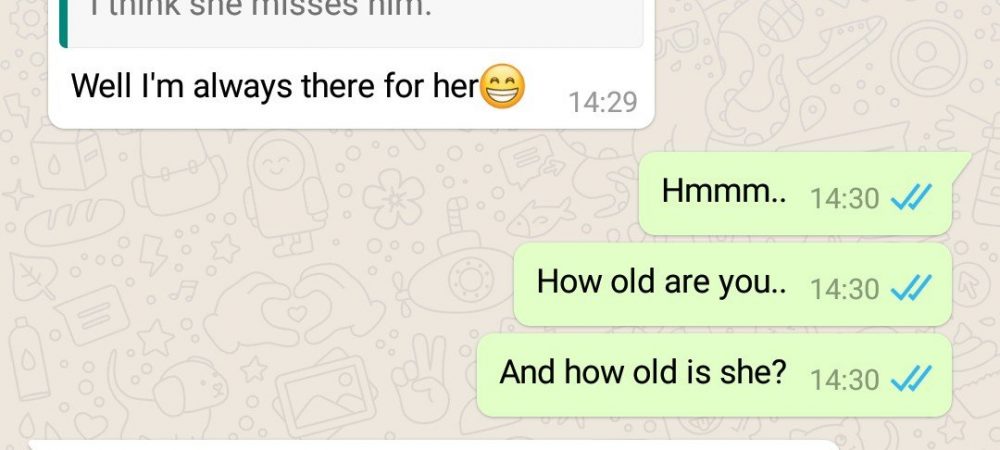 I think she misses him.
Well I'm always there for her😁
14:29
Hmmm..
14:30
How old are you..
14:30
And how old is she?
14:30